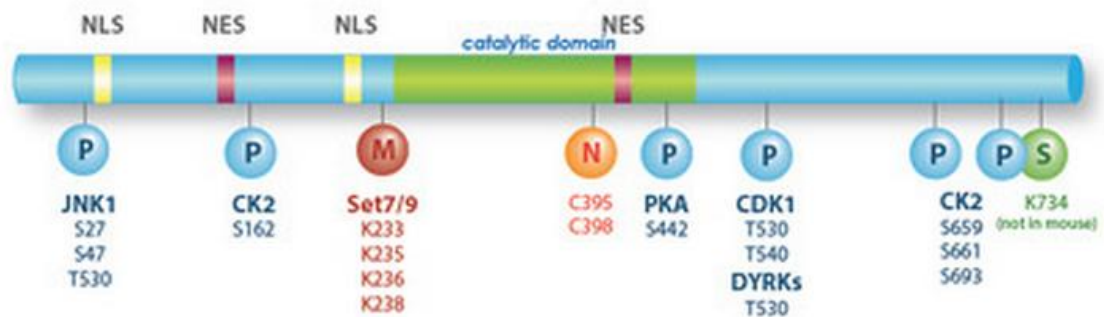 NLS NES NLS NES
catalytic domain
P P M N P P P P S
JNK1
S27
S47
T530
CK2
S162
Set7/9
K233
K235
K236
K238
C395
C398
PKA
S442
CDK1
T530
T540
DYRKs
T530
CK2
S659
S661
S693
K734
(not in mouse)